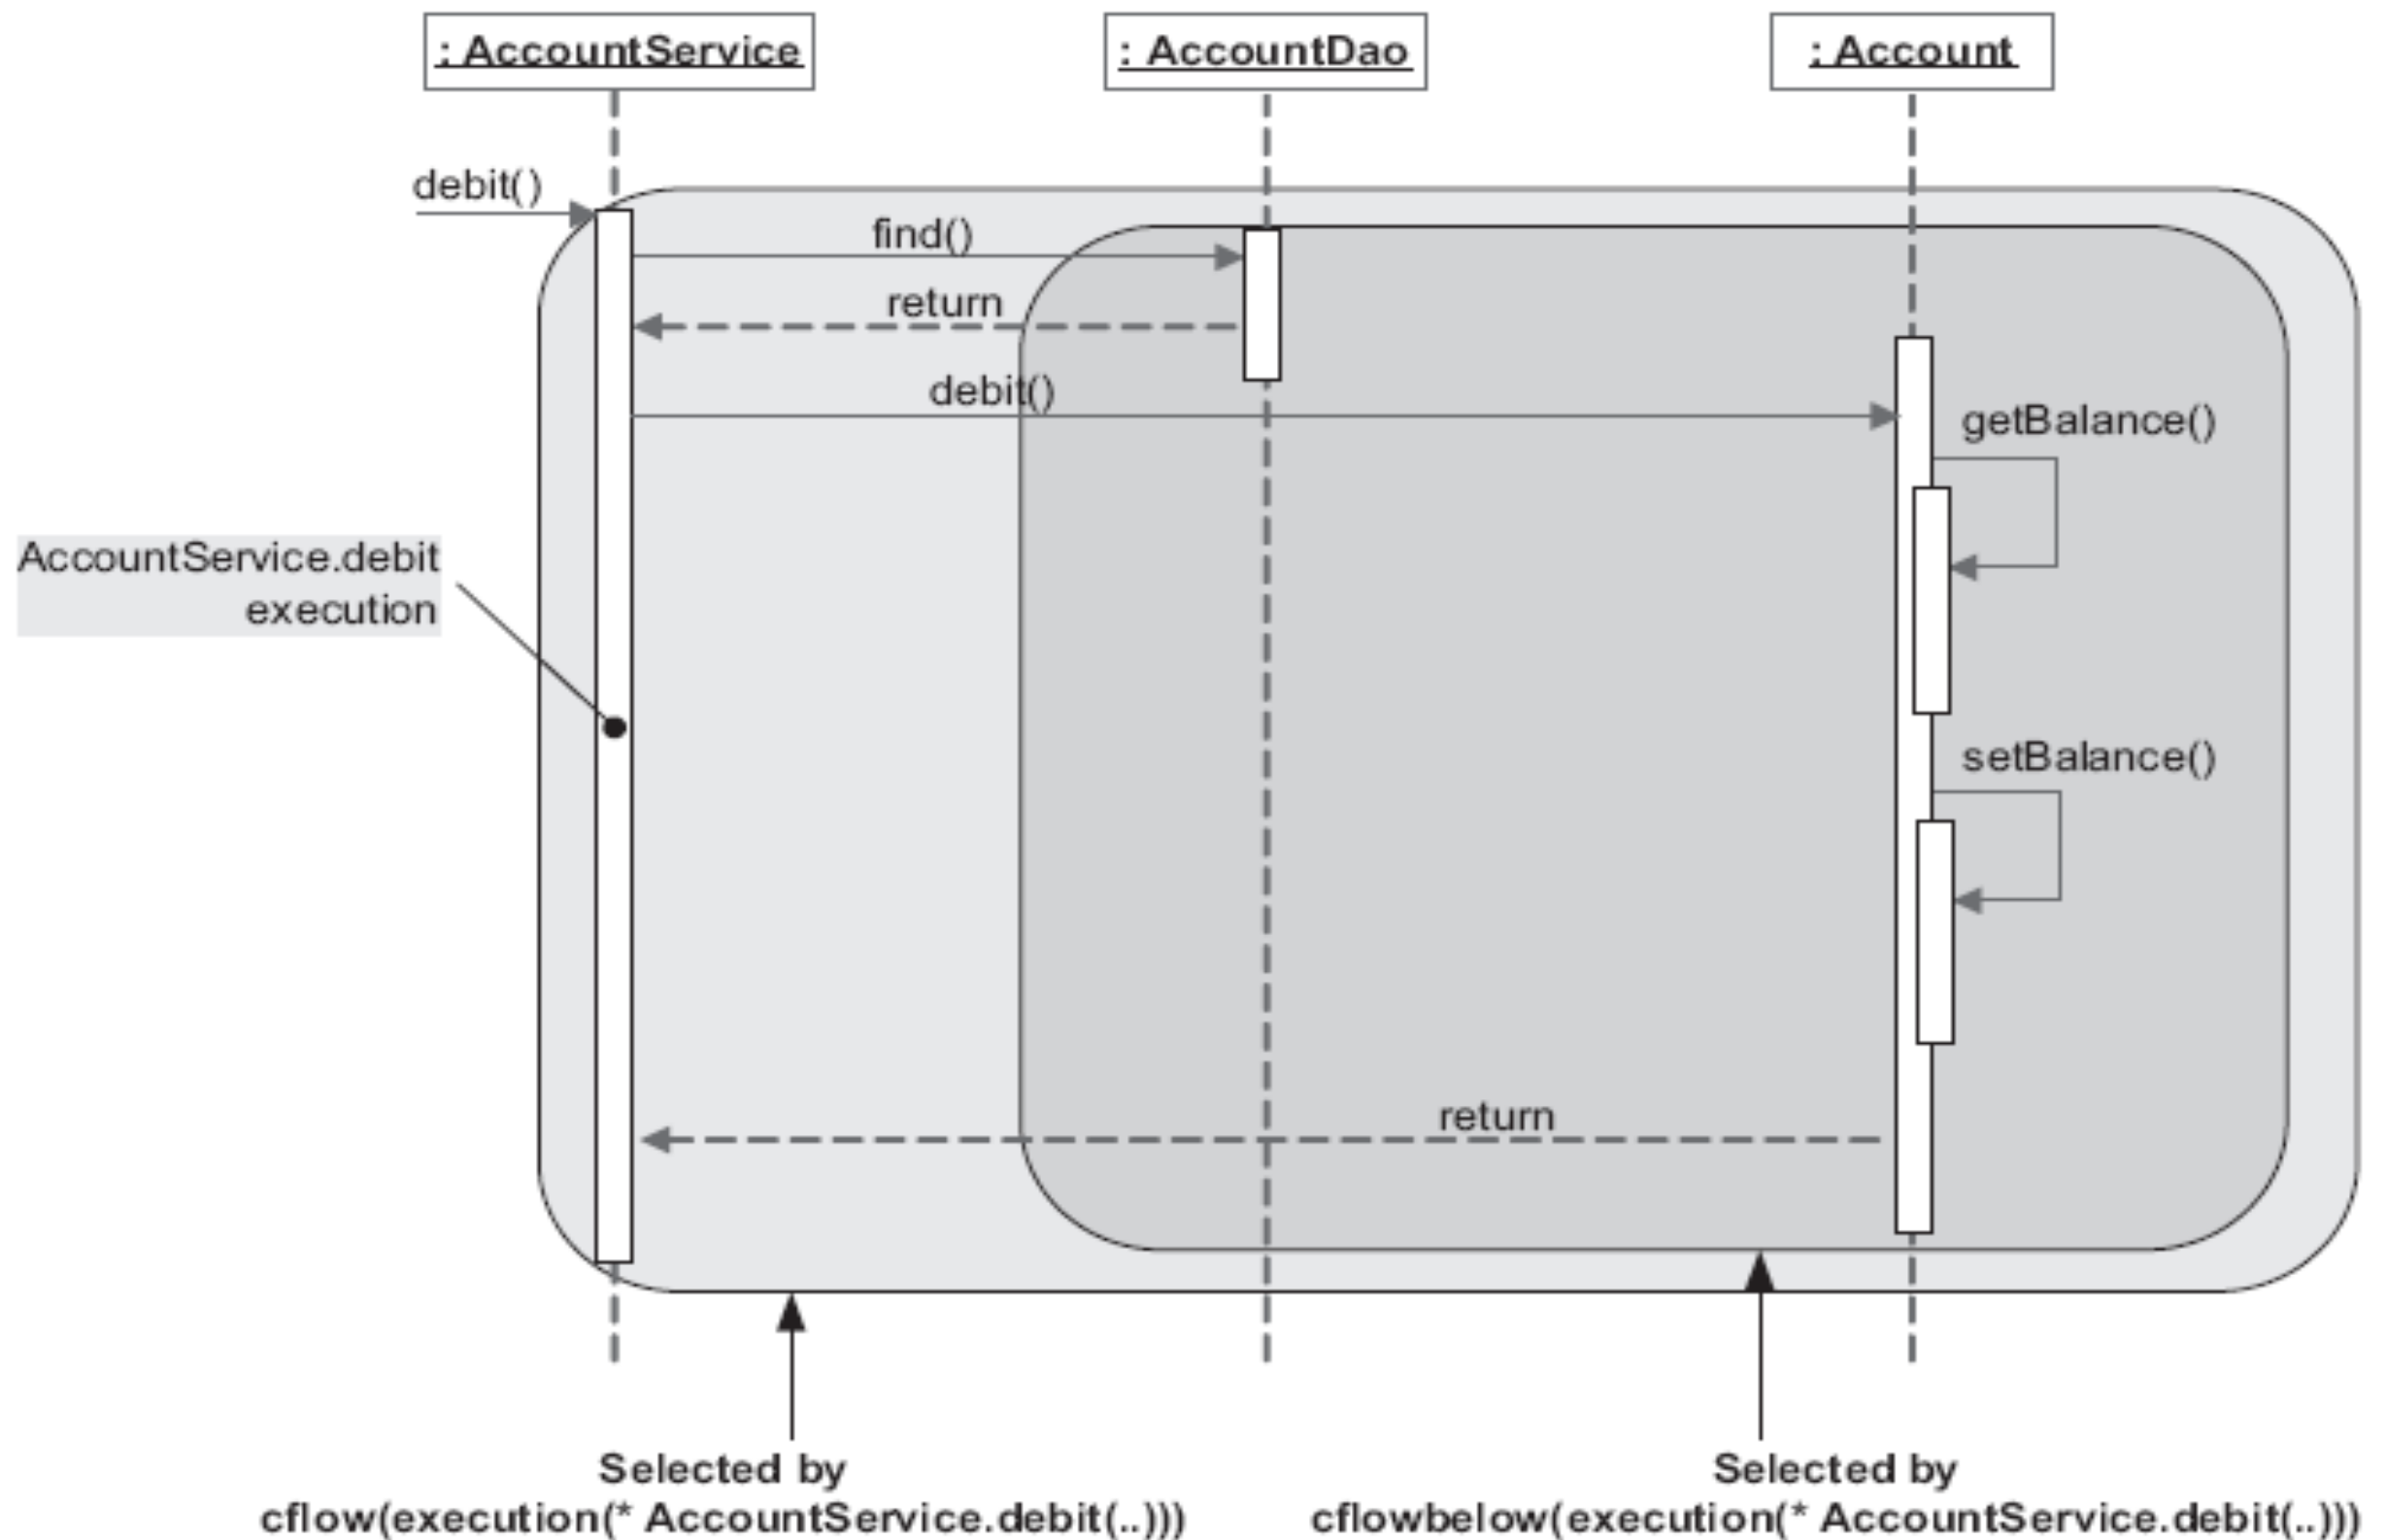 : AccountService
: AccountDao
: Account
debit()
find()
return
debit()
getBalance()
AccountService.debit
execution
setBalance()
return
Selected by
cflow(execution(* AccountService.debit(..)))
Selected by
cflowbelow(execution(* AccountService.debit(..)))